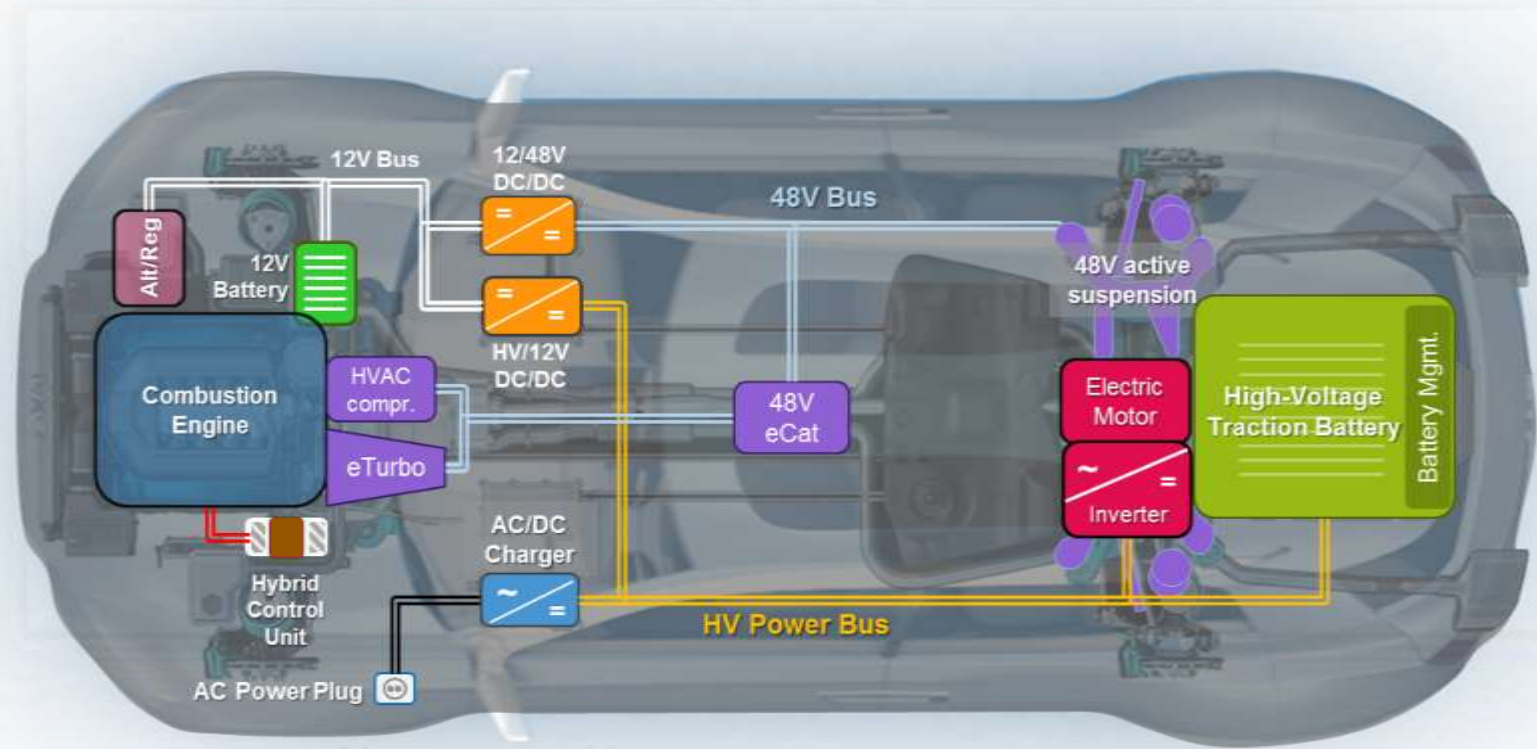 12V Bus
12/48V
DC/DC
48V Bus
Alt/Reg
12V
Battery
48V active
suspension
HV/12V
DC/DC
Combustion
Engine
HVAC
compr.
eTurbo
48V
eCat
Electric
Motor
Inverter
High-Voltage
Traction Battery
Battery Mgmt.
AC/DC
Charger
Hybrid
Control
Unit
HV Power Bus
AC Power Plug